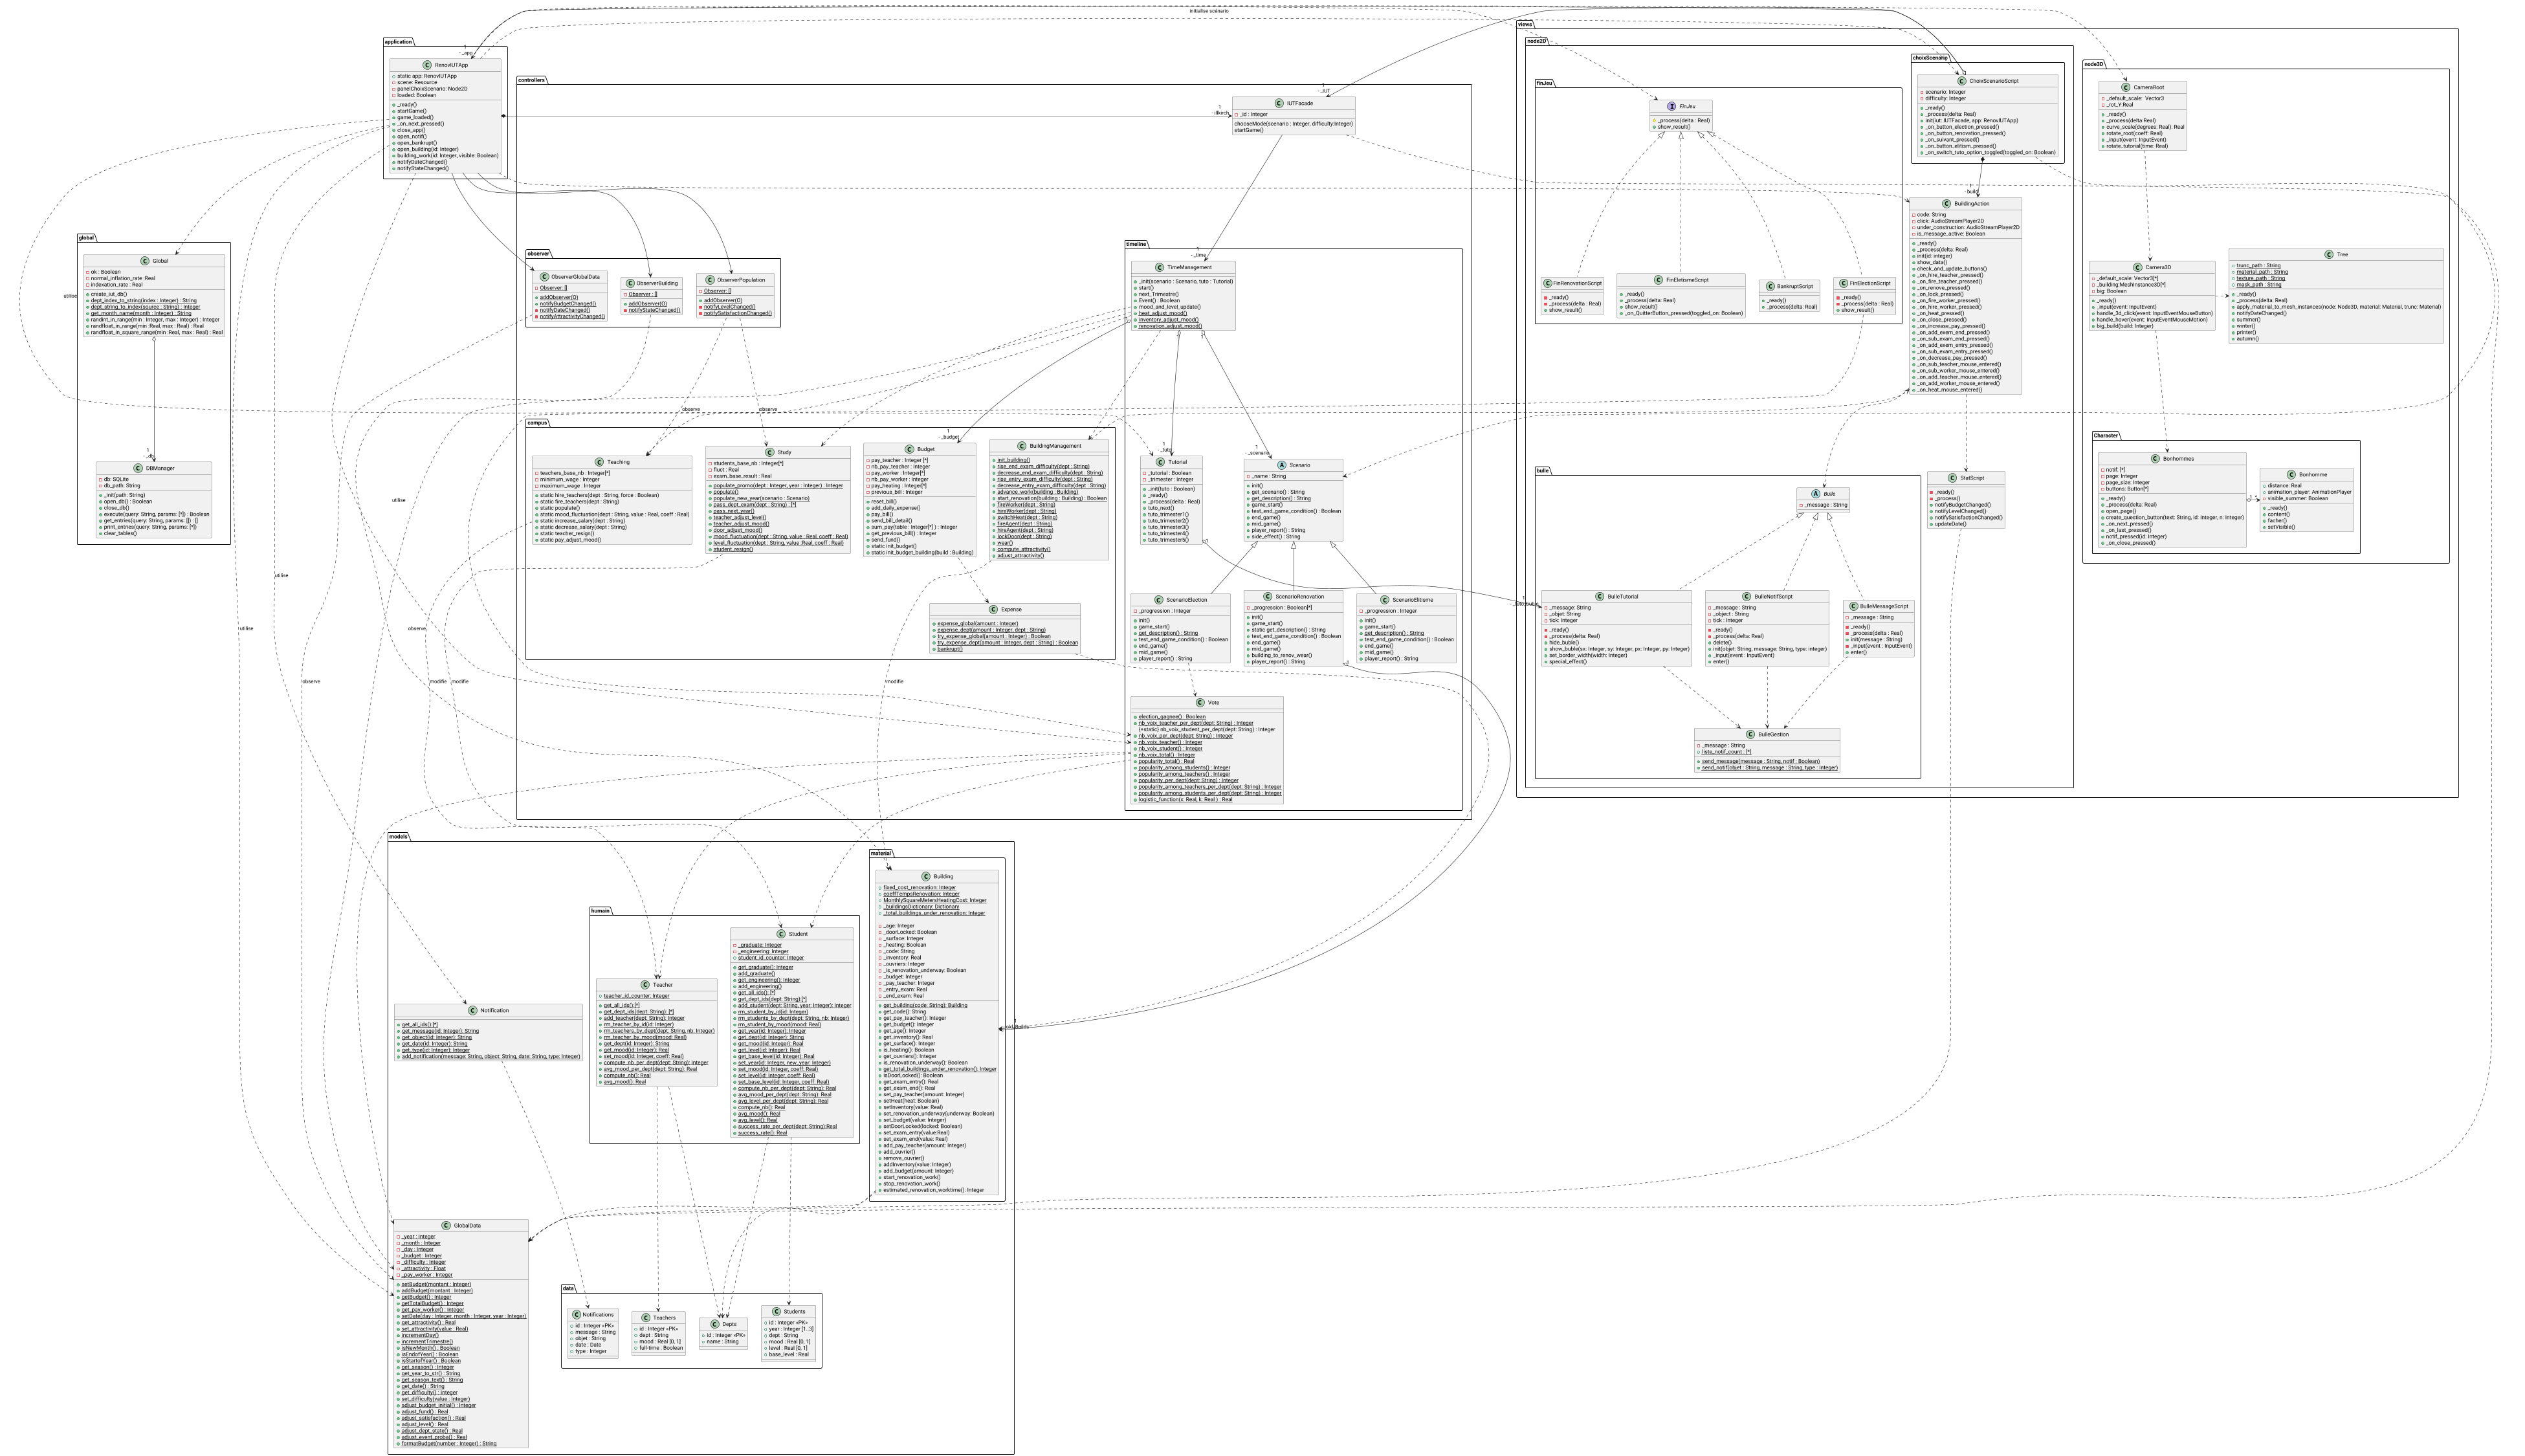 initialise scénario
application
1
- _app
RenovIUTApp
static app: RenovIUTApp
scene: Resource
panelChoixScenario: Node2D
loaded: Boolean
_ready()
startGame()
game_loaded()
_on_next_pressed()
close_app()
open_notif()
open_bankrupt()
open_building(id: Integer)
building_work(id: Integer, visible: Boolean)
notifyDateChanged()
notifyStateChanged()
controllers
1
- _IUT
1
- illkirch
IUTFacade
_id : Integer
chooseMode(scenario : Integer, difficulty:Integer)
startGame()
views
node2D
finJeu
FinJeu
_process(delta : Real)
show_result()
FinRenovationScript
_ready()
_process(delta : Real)
show_result()
FinEletismeScript
_ready()
_process(delta: Real)
show_result()
_on_QuitterButton_pressed(toggled_on: Boolean)
BankruptScript
_ready()
_process(delta: Real)
FinElectionScript
_ready()
_process(delta : Real)
show_result()
choixScenario
ChoixScenarioScript
scenario: Integer
difficulty: Integer
_ready()
_process(delta: Real)
init(iut: IUTFacade, app: RenovIUTApp)
_on_button_election_pressed()
_on_button_renovation_pressed()
_on_suivant_pressed()
_on_button_elitism_pressed()
_on_switch_tuto_option_toggled(toggled_on: Boolean)
1
- build
BuildingAction
code: String
click: AudioStreamPlayer2D
under_construction: AudioStreamPlayer2D
is_message_active: Boolean
_ready()
_process(delta: Real)
init(id: integer)
show_data()
check_and_update_buttons()
_on_hire_teacher_pressed()
_on_fire_teacher_pressed()
_on_remove_pressed()
_on_lock_pressed()
_on_fire_worker_pressed()
_on_hire_worker_pressed()
_on_heat_pressed()
_on_close_pressed()
_on_increase_pay_pressed()
_on_add_exam_end_pressed()
_on_sub_exam_end_pressed()
_on_add_exem_entry_pressed()
_on_sub_exam_entry_pressed()
_on_decrease_pay_pressed()
_on_sub_teacher_mouse_entered()
_on_sub_worker_mouse_entered()
_on_add_teacher_mouse_entered()
_on_add_worker_mouse_entered()
_on_heat_mouse_entered()
node3D
CameraRoot
_default_scale: Vector3
_rot_Y:Real
_ready()
_process(delta:Real)
curve_scale(degrees: Real): Real
rotate_root(coeff: Real)
_input(event: InputEvent)
rotate_tutorial(time: Real)
Camera3D
_default_scale: Vector3[*]
_building:MeshInstance3D[*]
big: Boolean
_ready()
_input(event: InputEvent)
handle_3d_click(event: InputEventMouseButton)
handle_hover(event: InputEventMouseMotion)
big_build(build: Integer)
Tree
trunc_path : String
material_path : String
texture_path : String
mask_path : String
_ready()
_process(delta: Real)
apply_material_to_mesh_instances(node: Node3D, material: Material, trunc: Material)
notifyDateChanged()
summer()
winter()
printer()
autumn()
Character
Bonhommes
notif: [*]
page: Integer
page_size: Integer
buttons: Button[*]
_ready()
_process(delta: Real)
open_page()
create_question_button(text: String, id: Integer, n: Integer)
_on_next_pressed()
_on_last_pressed()
notif_pressed(id: Integer)
_on_close_pressed()
Bonhomme
distance: Real
animation_player: AnimationPlayer
visible_summer: Boolean
_ready()
content()
facher()
setVisible()
global
Global
ok : Boolean
normal_inflation_rate :Real
indexation_rate : Real
create_iut_db()
dept_index_to_string(index : Integer) : String
dept_string_to_index(source : String) : Integer
get_month_name(month : Integer) : String
randint_in_range(min : Integer, max : Integer) : Integer
randfloat_in_range(min :Real, max : Real) : Real
randfloat_in_square_range(min :Real, max : Real) : Real
1
- _db
DBManager
db: SQLite
db_path: String
_init(path: String)
open_db() : Boolean
close_db()
execute(query: String, params: [*]) : Boolean
get_entries(query: String, params: []) : []
print_entries(query: String, params: [*])
clear_tables()
utilise
observer
ObserverGlobalData
Observer: []
addObserver(O)
notifyBudgetChanged()
notifyDateChanged()
notifyAttractivityChanged()
ObserverBuilding
Observer : []
addObserver(O)
notifyStateChanged()
ObserverPopulation
Observer: []
addObserver(O)
notifyLevelChanged()
notifySatisfactionChanged()
timeline
1
- _time
TimeManagement
_init(scenario : Scenario, tuto : Tutorial)
start()
next_Trimestre()
Event() : Boolean
mood_and_level_update()
heat_adjust_mood()
inventory_adjust_mood()
renovation_adjust_mood()
1
1
observe
observe
utilise
campus
Teaching
teachers_base_nb : Integer[*]
minimum_wage : Integer
maximum_wage : Integer
static hire_teachers(dept : String, force : Boolean)
static fire_teachers(dept : String)
static populate()
static mood_fluctuation(dept : String, value : Real, coeff : Real)
static increase_salary(dept : String)
static decrease_salary(dept : String)
static teacher_resign()
static pay_adjust_mood()
Study
students_base_nb : Integer[*]
fluct : Real
exam_base_result : Real
populate_promo(dept : Integer, year : Integer) : Integer
populate()
populate_new_year(scenario : Scenario)
pass_dept_exam(dept : String) : [*]
pass_next_year()
teacher_adjust_level()
teacher_adjust_mood()
door_adjust_mood()
mood_fluctuation(dept : String, value : Real, coeff : Real)
level_fluctuation(dept : String, value :Real, coeff : Real)
student_resign()
1
- _budget
Budget
pay_teacher : Integer [*]
nb_pay_teacher : Integer
pay_worker : Integer[*]
nb_pay_worker : Integer
pay_heating : Integer[*]
previous_bill : Integer
reset_bill()
add_daily_expense()
pay_bill()
send_bill_detail()
sum_pay(table : Integer[*] ) : Integer
get_previous_bill() : Integer
send_fund()
static init_budget()
static init_budget_building(build : Building)
BuildingManagement
init_building()
rise_end_exam_difficulty(dept : String)
decrease_end_exam_difficulty(dept : String)
rise_entry_exam_difficulty(dept : String)
decrease_entry_exam_difficulty(dept : String)
advance_work(building : Building)
start_renovation(building : Building) : Boolean
fireWorker(dept : String)
hireWorker(dept : String)
switchHeat(dept : String)
fireAgent(dept : String)
hireAgent(dept : String)
lockDoor(dept : String)
wear()
compute_attractivity()
adjust_attractivity()
Expense
expense_global(amount : Integer)
expense_dept(amount : Integer, dept : String)
try_expense_global(amount : Integer) : Boolean
try_expense_dept(amount : Integer, dept : String) : Boolean
bankrupt()
1
- _tuto
Tutorial
_tutorial : Boolean
_trimester : Integer
_init(tuto : Boolean)
_ready()
_process(delta : Real)
tuto_next()
tuto_trimester1()
tuto_trimester2()
tuto_trimester3()
tuto_trimester4()
tuto_trimester5()
1
- _scenario
Scenario
_name : String
init()
get_scenario() : String
get_description() : String
game_start()
test_end_game_condition() : Boolean
end_game()
mid_game()
player_report() : String
side_effect() : String
ScenarioElection
_progression : Integer
init()
game_start()
get_description() : String
test_end_game_condition() : Boolean
end_game()
mid_game()
player_report() : String
ScenarioRenovation
_progression : Boolean[*]
init()
game_start()
static get_description() : String
test_end_game_condition() : Boolean
end_game()
mid_game()
building_to_renov_wear()
player_report() : String
ScenarioElitisme
_progression : Integer
init()
game_start()
get_description() : String
test_end_game_condition() : Boolean
end_game()
mid_game()
player_report() : String
Vote
election_gagnee() : Boolean
nb_voix_teacher_per_dept(dept: String) : Integer
{+static} nb_voix_student_per_dept(dept: String) : Integer
nb_voix_per_dept(dept: String) : Integer
nb_voix_teacher() : Integer
nb_voix_student() : Integer
nb_voix_total() : Integer
popularity_total() : Real
popularity_among_students() : Integer
popularity_among_teachers() : Integer
popularity_per_dept(dept: String) : Integer
popularity_among_teachers_per_dept(dept: String) : Integer
popularity_among_students_per_dept(dept: String) : Integer
logistic_function(x: Real, k: Real ) : Real
bulle
Bulle
_message : String
1
BulleTutorial
_message: String
_objet: String
tick: Integer
_ready()
_process(delta: Real)
hide_buble()
show_buble(sx: Integer, sy: Integer, px: Integer, py: Integer)
set_border_width(width: Integer)
special_effect()
BulleNotifScript
_message : String
_object : String
tick : Integer
_ready()
_process(delta: Real)
delete()
init(objet: String, message: String, type: integer)
_input(event : InputEvent)
enter()
BulleMessageScript
_message : String
_ready()
_process(delta : Real)
init(message : String)
_input(event : InputEvent)
enter()
BulleGestion
_message : String
liste_notif_count : [*]
send_message(message : String, notif : Boolean)
send_notif(objet : String, message : String, type : Integer)
StatScript
_ready()
_process()
notifyBudgetChanged()
notifyLevelChanged()
notifySatisfactionChanged()
updateDate()
utilise
utilise
observe
observe
modifie
modifie
modifie
models
material
1
Building
fixed_cost_renovation: Integer
coeffTempsRenovation: Integer
MonthlySquareMetersHeatingCost: Integer
_buildingsDictionary: Dictionary
_total_buildings_under_renovation: Integer
_age: Integer
_doorLocked: Boolean
_surface: Integer
_heating: Boolean
_code: String
_inventory: Real
_ouvriers: Integer
_is_renovation_underway: Boolean
_budget: Integer
_pay_teacher: Integer
_entry_exam: Real
_end_exam: Real
get_building(code: String): Building
get_code(): String
get_pay_teacher(): Integer
get_budget(): Integer
get_age(): Integer
get_inventory(): Real
get_surface(): Integer
is_heating(): Boolean
get_ouvriers(): Integer
is_renovation_underway(): Boolean
get_total_buildings_under_renovation(): Integer
isDoorLocked(): Boolean
get_exam_entry(): Real
get_exam_end(): Real
set_pay_teacher(amount: Integer)
setHeat(heat: Boolean)
setInventory(value: Real)
set_renovation_underway(underway: Boolean)
set_budget(value: Integer)
setDoorLocked(locked: Boolean)
set_exam_entry(value:Real)
set_exam_end(value: Real)
add_pay_teacher(amount: Integer)
add_ouvrier()
remove_ouvrier()
addInventory(value: Integer)
add_budget(amount: Integer)
start_renovation_work()
stop_renovation_work()
estimated_renovation_worktime(): Integer
humain
Teacher
teacher_id_counter: Integer
get_all_ids():[*]
get_dept_ids(dept: String): [*]
add_teacher(dept: String): Integer
rm_teacher_by_id(id: Integer)
rm_teachers_by_dept(dept: String, nb: Integer)
rm_teacher_by_mood(mood: Real)
get_dept(id: Integer): String
get_mood(id: Integer): Real
set_mood(id: Integer, coeff: Real)
compute_nb_per_dept(dept: String): Integer
avg_mood_per_dept(dept: String): Real
compute_nb(): Real
avg_mood(): Real
Student
_graduate: Integer
_engineering: Integer
student_id_counter: Integer
get_graduate(): Integer
add_graduate()
get_engineering(): Integer
add_engineering()
get_all_ids(): [*]
get_dept_ids(dept: String):[*]
add_student(dept: String, year: Integer): Integer
rm_student_by_id(id: Integer)
rm_students_by_dept(dept: String, nb: Integer)
rm_student_by_mood(mood: Real)
get_year(id: Integer): Integer
get_dept(id: Integer): String
get_mood(id: Integer): Real
get_level(id: Integer): Real
get_base_level(id: Integer): Real
set_year(id: Integer, new_year: Integer)
set_mood(id: Integer, coeff: Real)
set_level(id: Integer, coeff: Real)
set_base_level(id: Integer, coeff: Real)
compute_nb_per_dept(dept: String): Real
avg_mood_per_dept(dept: String): Real
avg_level_per_dept(dept: String): Real
compute_nb(): Real
avg_mood(): Real
avg_level(): Real
success_rate_per_dept(dept: String):Real
success_rate(): Real
Notification
get_all_ids():[*]
get_message(id: Integer): String
get_object(id: Integer): String
get_date(id: Integer): String
get_type(id: Integer): Integer
add_notification(message: String, object: String, date: String, type: Integer)
GlobalData
_year : Integer
_month : Integer
_day : Integer
_budget : Integer
_difficulty : Integer
_attractivity : Float
_pay_worker : Integer
setBudget(montant : Integer)
addBudget(montant : Integer)
getBudget() : Integer
getTotalBudget() : Integer
get_pay_worker() : Integer
setDate(day : Integer, month : Integer, year : Integer)
get_attractivity() : Real
set_attractivity(value : Real)
incrementDay()
incrementTrimestre()
isNewMonth() : Boolean
isEndofYear() : Boolean
isStartofYear() : Boolean
get_season() : Integer
get_year_to_str() : String
get_season_text() : String
get_date() : String
get_difficulty() : Integer
set_difficulty(value : Integer)
adjust_budget_initial() : Integer
adjust_fund() : Real
adjust_satisfaction() : Real
adjust_level() : Real
adjust_dept_state() : Real
adjust_event_proba() : Real
formatBudget(number : Integer) : String
data
Notifications
id : Integer <<PK>>
message : String
objet : String
date : Date
type : Integer
Teachers
id : Integer <<PK>>
dept : String
mood : Real [0, 1]
full-time : Boolean
Depts
id : Integer <<PK>>
name : String
Students
id : Integer <<PK>>
year : Integer [1...3]
dept : String
mood : Real [0, 1]
level : Real [0, 1]
base_level : Real